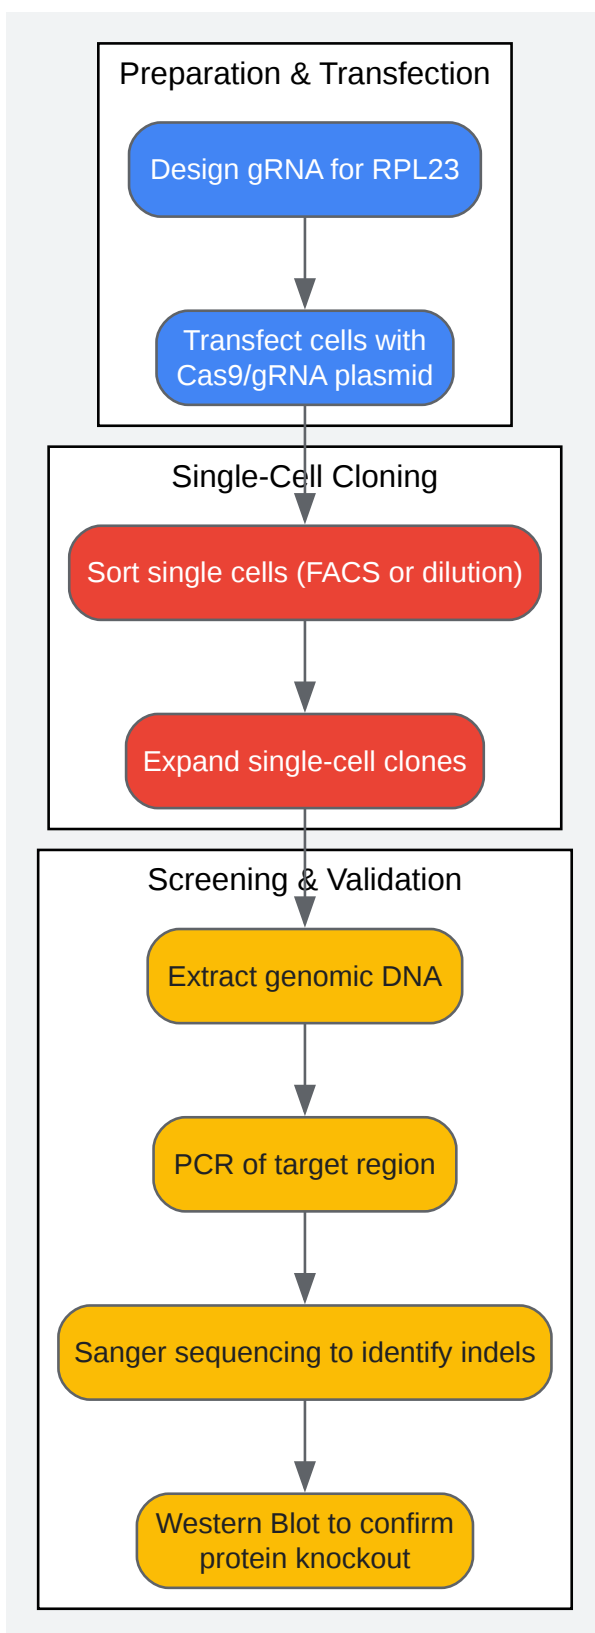 Preparation & Transfection
Design gRNA for RPL23
Transfect cells with
Cas9/gRNA plasmid
Single-Cell Cloning
Sort single cells (FACS or dilution)
Expand single-cell clones
Screening & Validation
Extract genomic DNA
PCR of target region
Sanger sequencing to identify indels
Western Blot to confirm
protein knockout